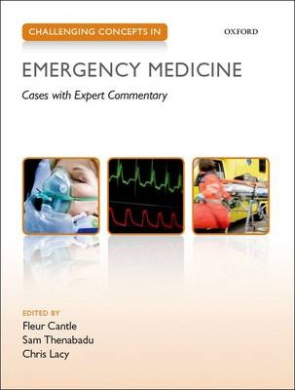 CHALLENGING CONCEPTS IN
OXFORD
EMERGENCY MEDICINE
Cases with Expert Commentary
EDITED BY
Fleur Cantle
Sam Thenabadu
Chris Lacy